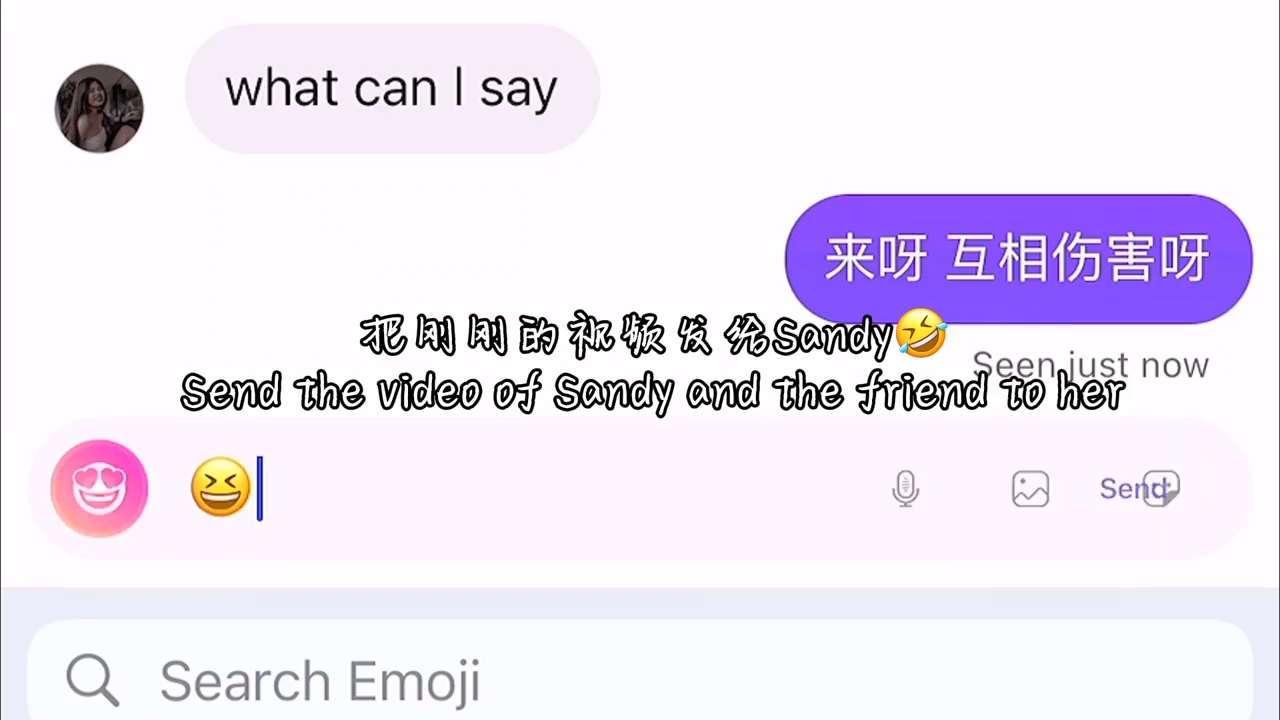 what can I say
来呀 互相伤害呀
把刚刚的视频发给Sandy🤣
Seen just now
Send the video of Sandy and the friend to her
😆
Send
Search Emoji